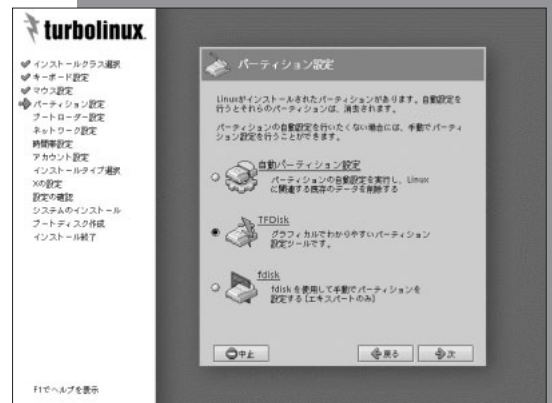 turbolinux.
インストールクラス選択
キーボード設定
マウス設定
パーティション設定
ブートローダー設定
ネットワーク設定
時間帯設定
アカウント設定
インストールタイプ選択
Xの設定
設定の確認
システムのインストール
ブートディスク作成
インストール終了
F1でヘルプを表示
パーティション設定
Linuxがインストールされたパーティションがあります。自動設定を
行うとそれらのパーティションは、消去されます。
パーティションの自動設定を行いたくない場合には、手動でパーティ
ション設定を行うことができます。
自動パーティション設定
パーティションの自動設定を実行し、Linux
に関連する既存のデータを削除する
TFDisk
グラフィカルでわかりやすいパーティション
設定ツールです。
fdisk
fdisk を使用して手動でパーティションを
設定する [エキスパートのみ]
中止
戻る
次